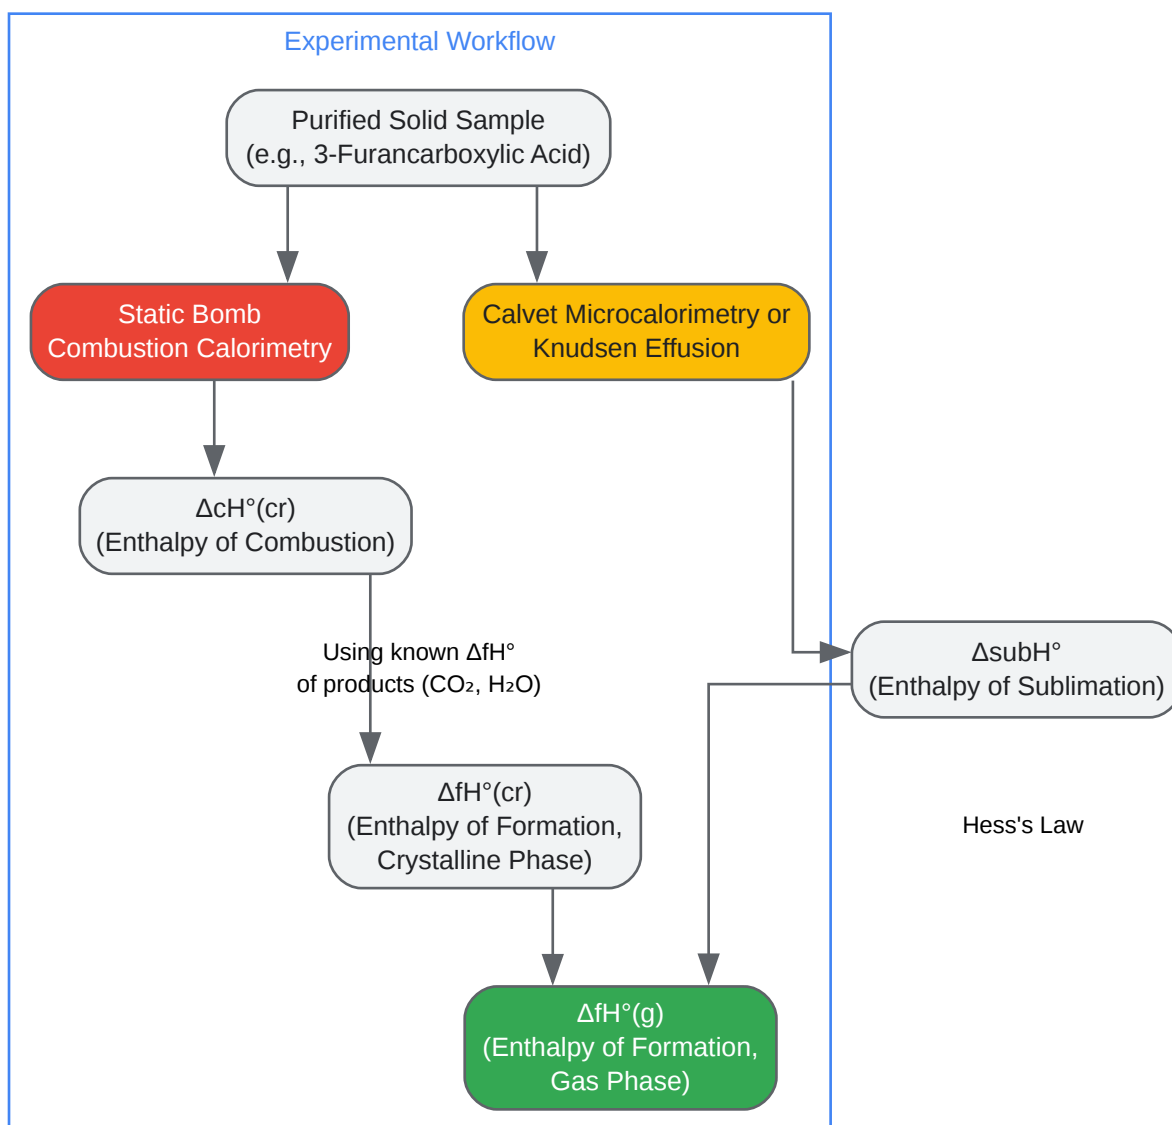 Experimental Workflow
Purified Solid Sample
(e.g., 3-Furancarboxylic Acid)
Static Bomb
Combustion Calorimetry
Calvet Microcalorimetry or
Knudsen Effusion
ΔcH°(cr)
(Enthalpy of Combustion)
Using known ΔfH°
of products (CO₂, H₂O)
ΔsubH°
(Enthalpy of Sublimation)
ΔfH°(cr)
(Enthalpy of Formation,
Crystalline Phase)
Hess's Law
ΔfH°(g)
(Enthalpy of Formation,
Gas Phase)